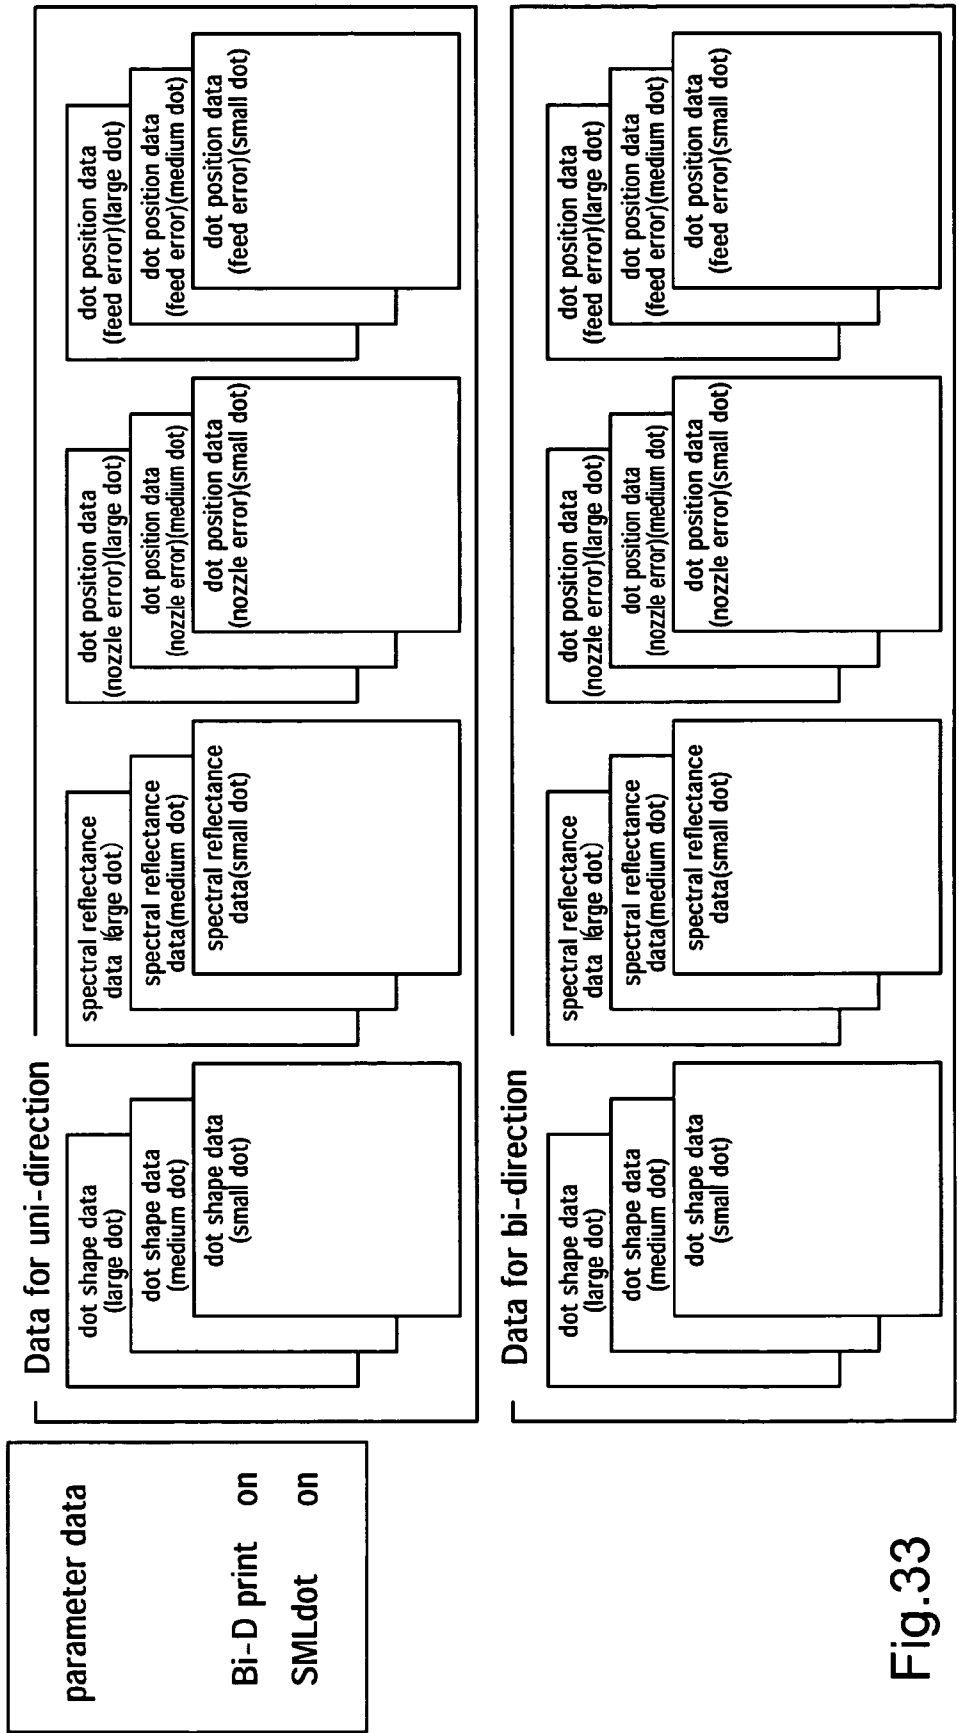 parameter data
Bi-D print on
SMLdot on
Data for uni-direction
dot shape data
(large dot)
dot shape data
(medium dot)
dot shape data
(small dot)
spectral reflectance
data large dot)
spectral reflectance
data(medium dot)
spectral reflectance
data(small dot)
dot position data
(nozzle error)(large dot)
dot position data
(nozzle error)(medium dot)
dot position data
(nozzle error)(small dot)
dot position data
(feed error)(large dot)
dot position data
(feed error)(medium dot)
dot position data
(feed error)(small dot)
Data for bi-direction
dot shape data
(large dot)
dot shape data
(medium dot)
dot shape data
(small dot)
spectral reflectance
data large dot)
spectral reflectance
data(medium dot)
spectral reflectance
data(small dot)
dot position data
(nozzle error)(large dot)
dot position data
(nozzle error)(medium dot)
dot position data
(nozzle error)(small dot)
dot position data
(feed error)(large dot)
dot position data
(feed error)(medium dot)
dot position data
(feed error)(small dot)
Fig.33